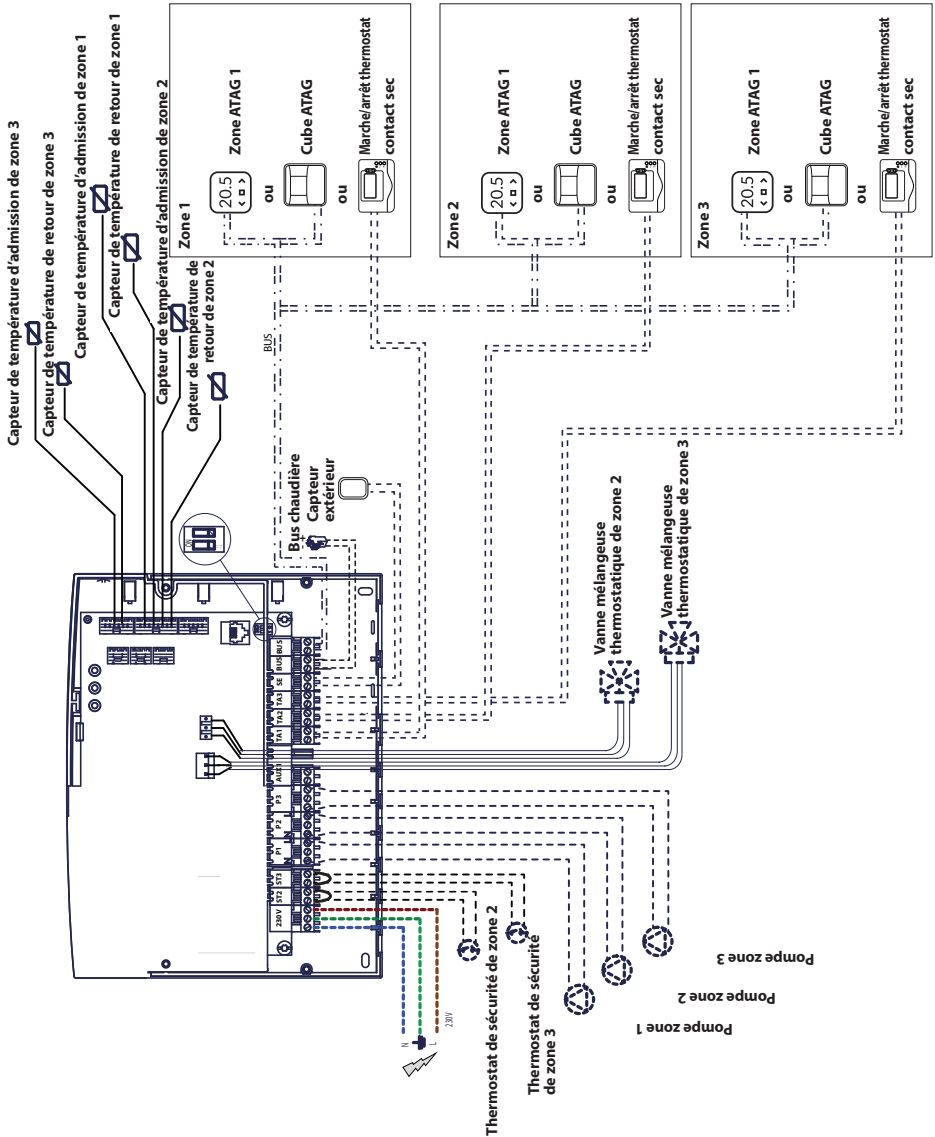 Capteur de température d'admission de zone 3
Capteur de température de retour de zone 3
Capteur de température d'admission de zone 1
Capteur de température de retour de zone 1
Capteur de température d'admission de zone 2
Capteur de température de
retour de zone2
ON
Bus chaudière
Capteur
extérieur
BUS
Zone 1
20.5
Zone ATAG 1
ou
Cube ATAG
ou
Marche/arrêt thermostat
contact sec
Zone 2
20.5
Zone ATAG 1
ou
Cube ATAG
ou
Marche/arrêt thermostat
contact sec
Zone 3
20.5
Zone ATAG 1
ou
Cube ATAG
ou
Marche/arrêt thermostat
contact sec
230 V
ST2
ST3
P1
P2
P3
AUX1
TA1
TA2
TA3
SE
BUS
BUS
Vanne mélangeuse
thermostatique de zone 2
Vanne mélangeuse
thermostatique de zone 3
N
L
230V
Thermostat de sécurité de zone 2
Thermostat de sécurité
de zone 3
Pompe zone 1
Pompe zone 2
Pompe zone 3